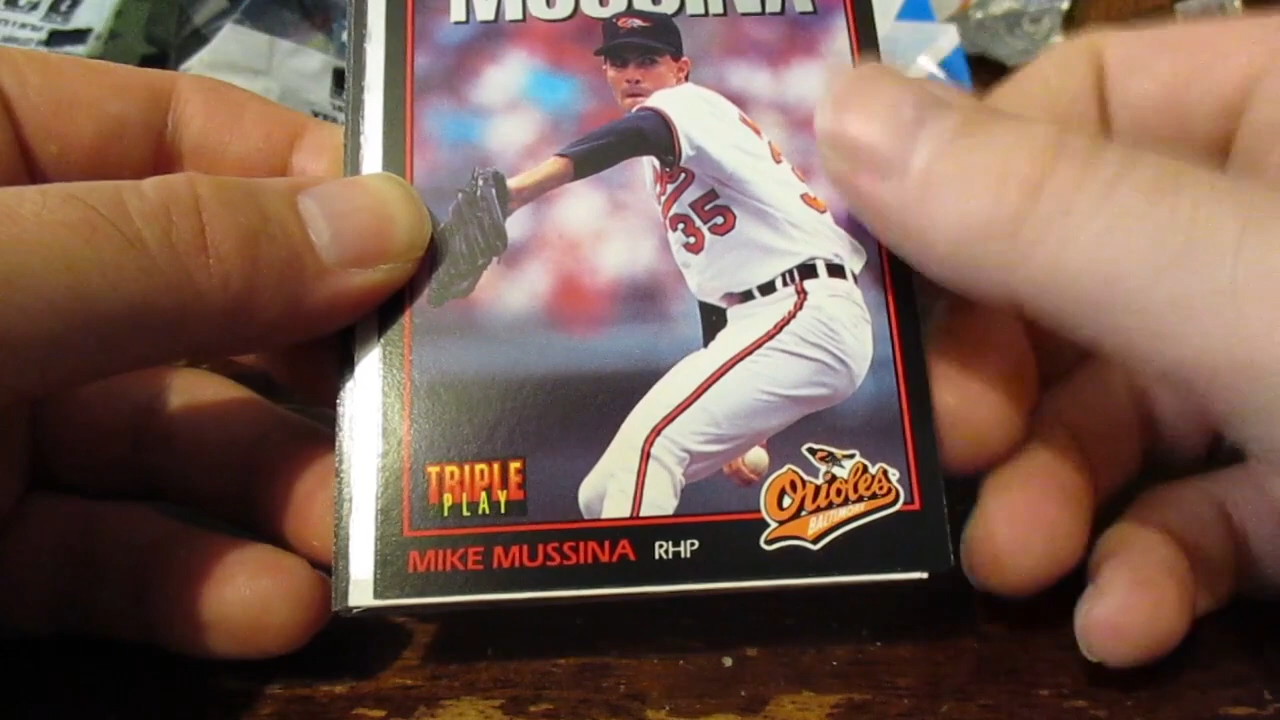 MUSSINA
35
TRIPLE
PLAY
Orioles
BALTIMORE
MIKE MUSSINA RHP